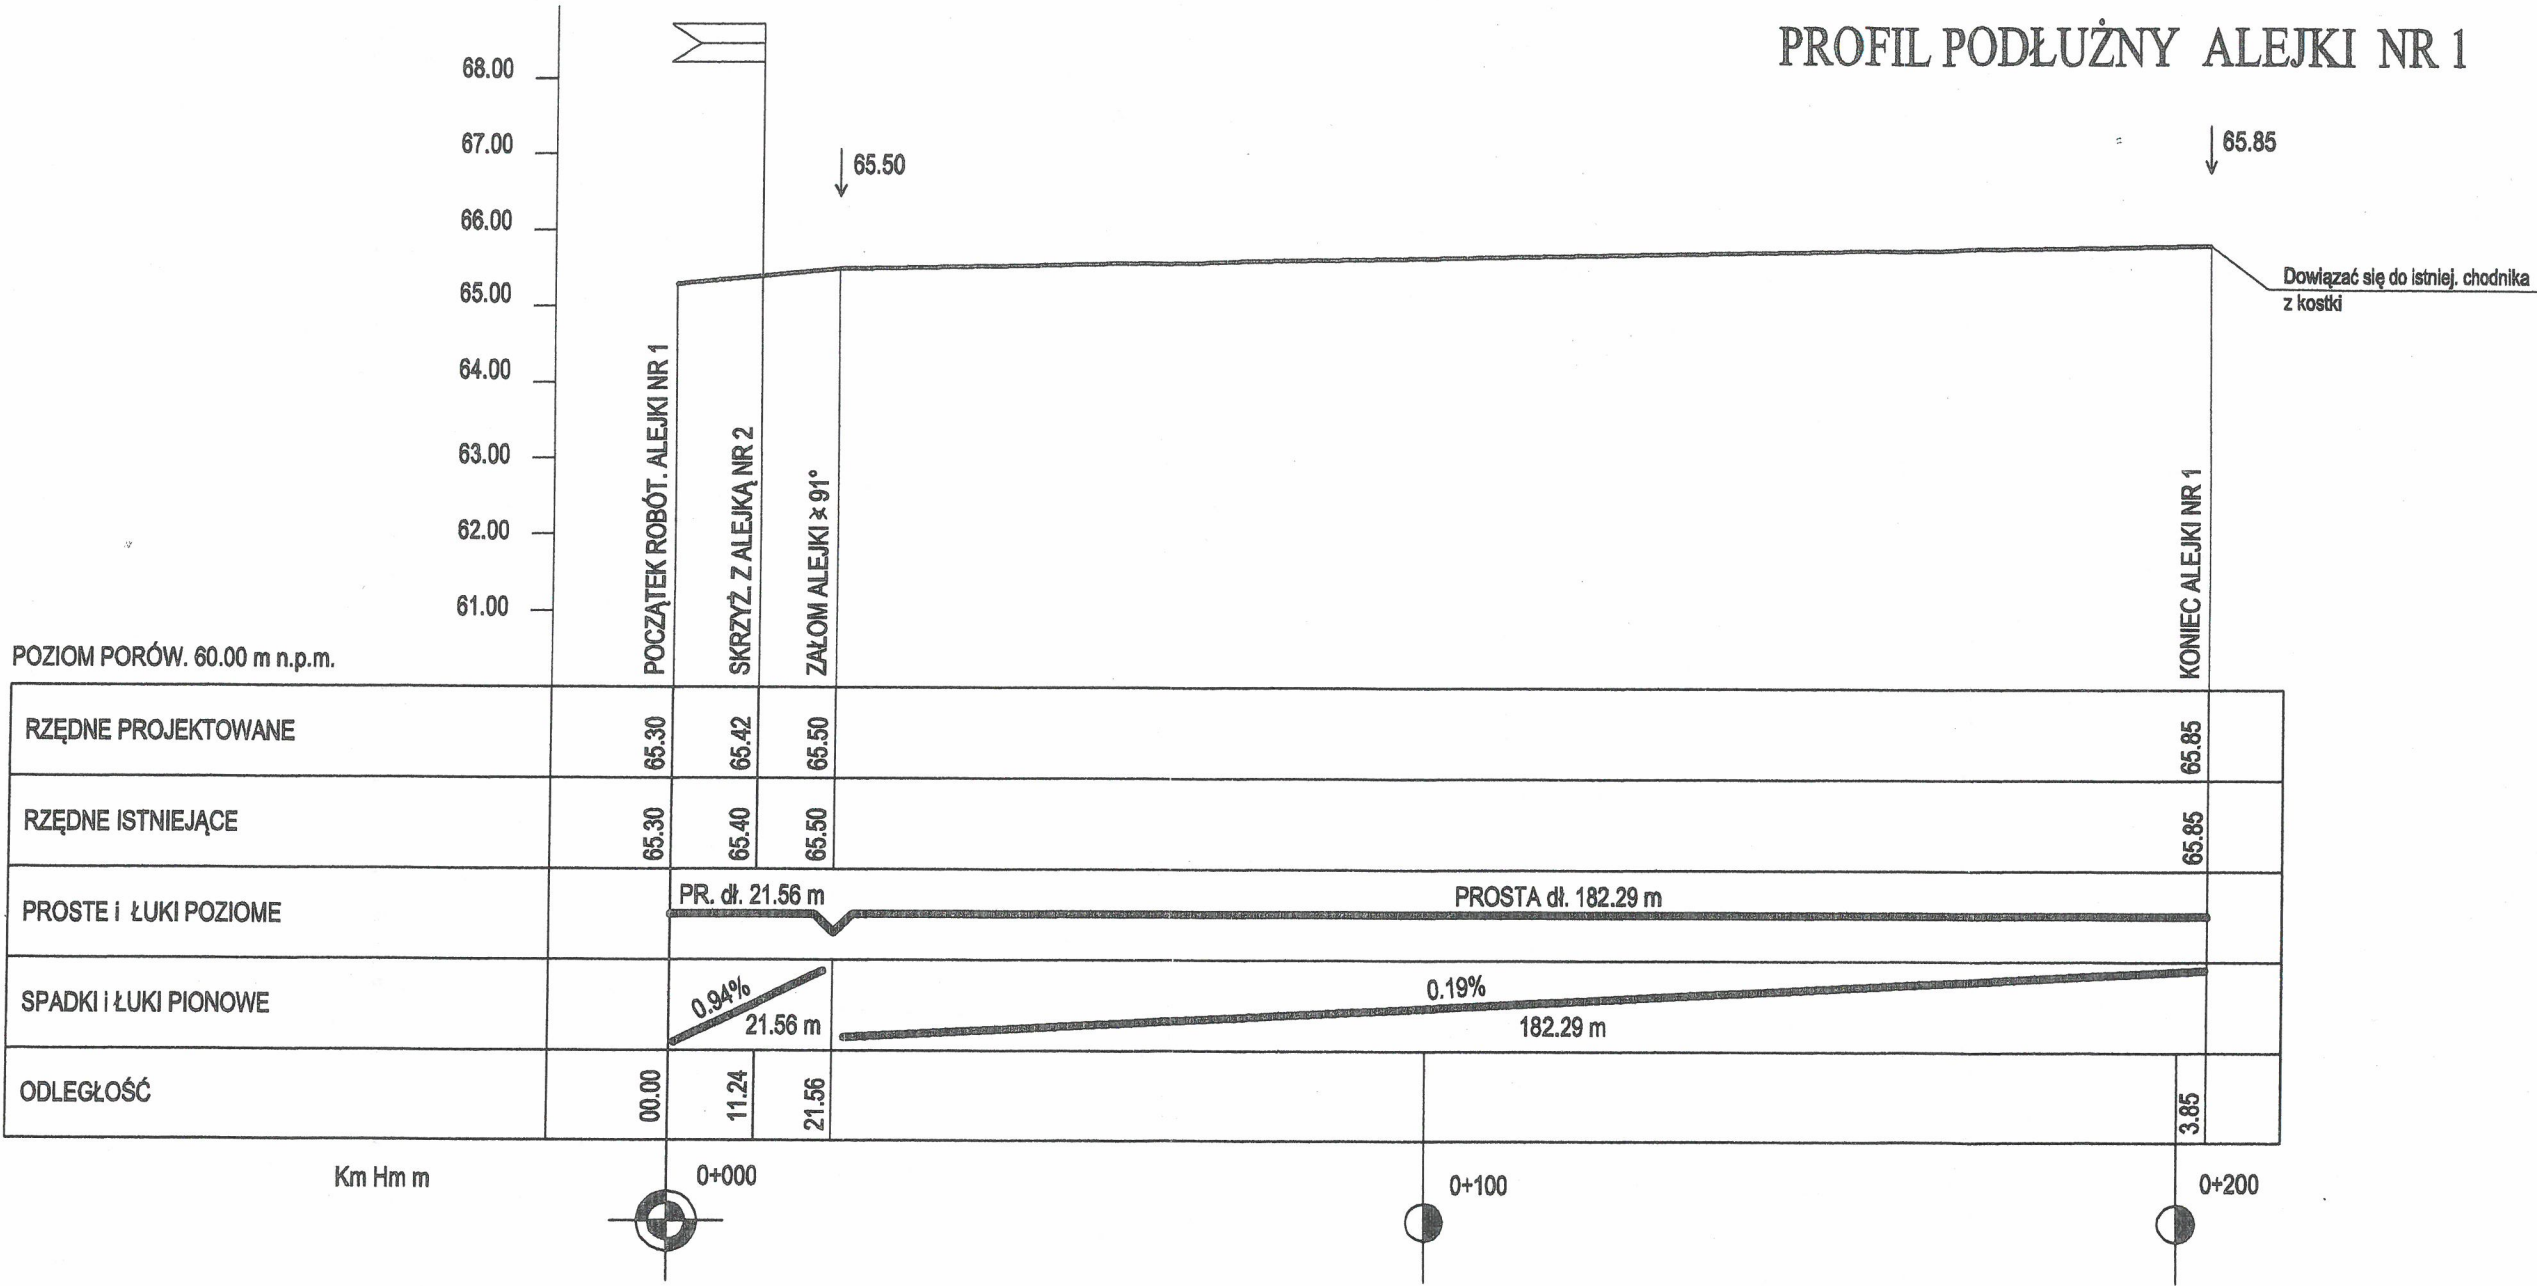 PROFIL PODŁUŻNY ALEJKI NR 1
68.00
67.00
66.00
65.00
64.00
63.00
62.00
61.00
65.50
65.85
Dowiązać się do istniej. chodnika
z kostki
POCZĄTEK ROBÓT. ALEJKI NR 1
SKRZYŻ. Z ALEJKĄ NR 2
ZAŁOM ALEJKI ∢ 91°
KONIEC ALEJKI NR 1
POZIOM PORÓW. 60.00 m n.p.m.
RZĘDNE PROJEKTOWANE 65.30 65.42 65.50 65.85
RZĘDNE ISTNIEJĄCE 65.30 65.40 65.50 65.85
PROSTE i ŁUKI POZIOME PR. dł. 21.56 m PROSTA dł. 182.29 m
SPADKI i ŁUKI PIONOWE 0.94% 21.56 m 0.19% 182.29 m
ODLEGŁOŚĆ 00.00 11.24 21.56 3.85
Km Hm m 0+000 0+100 0+200